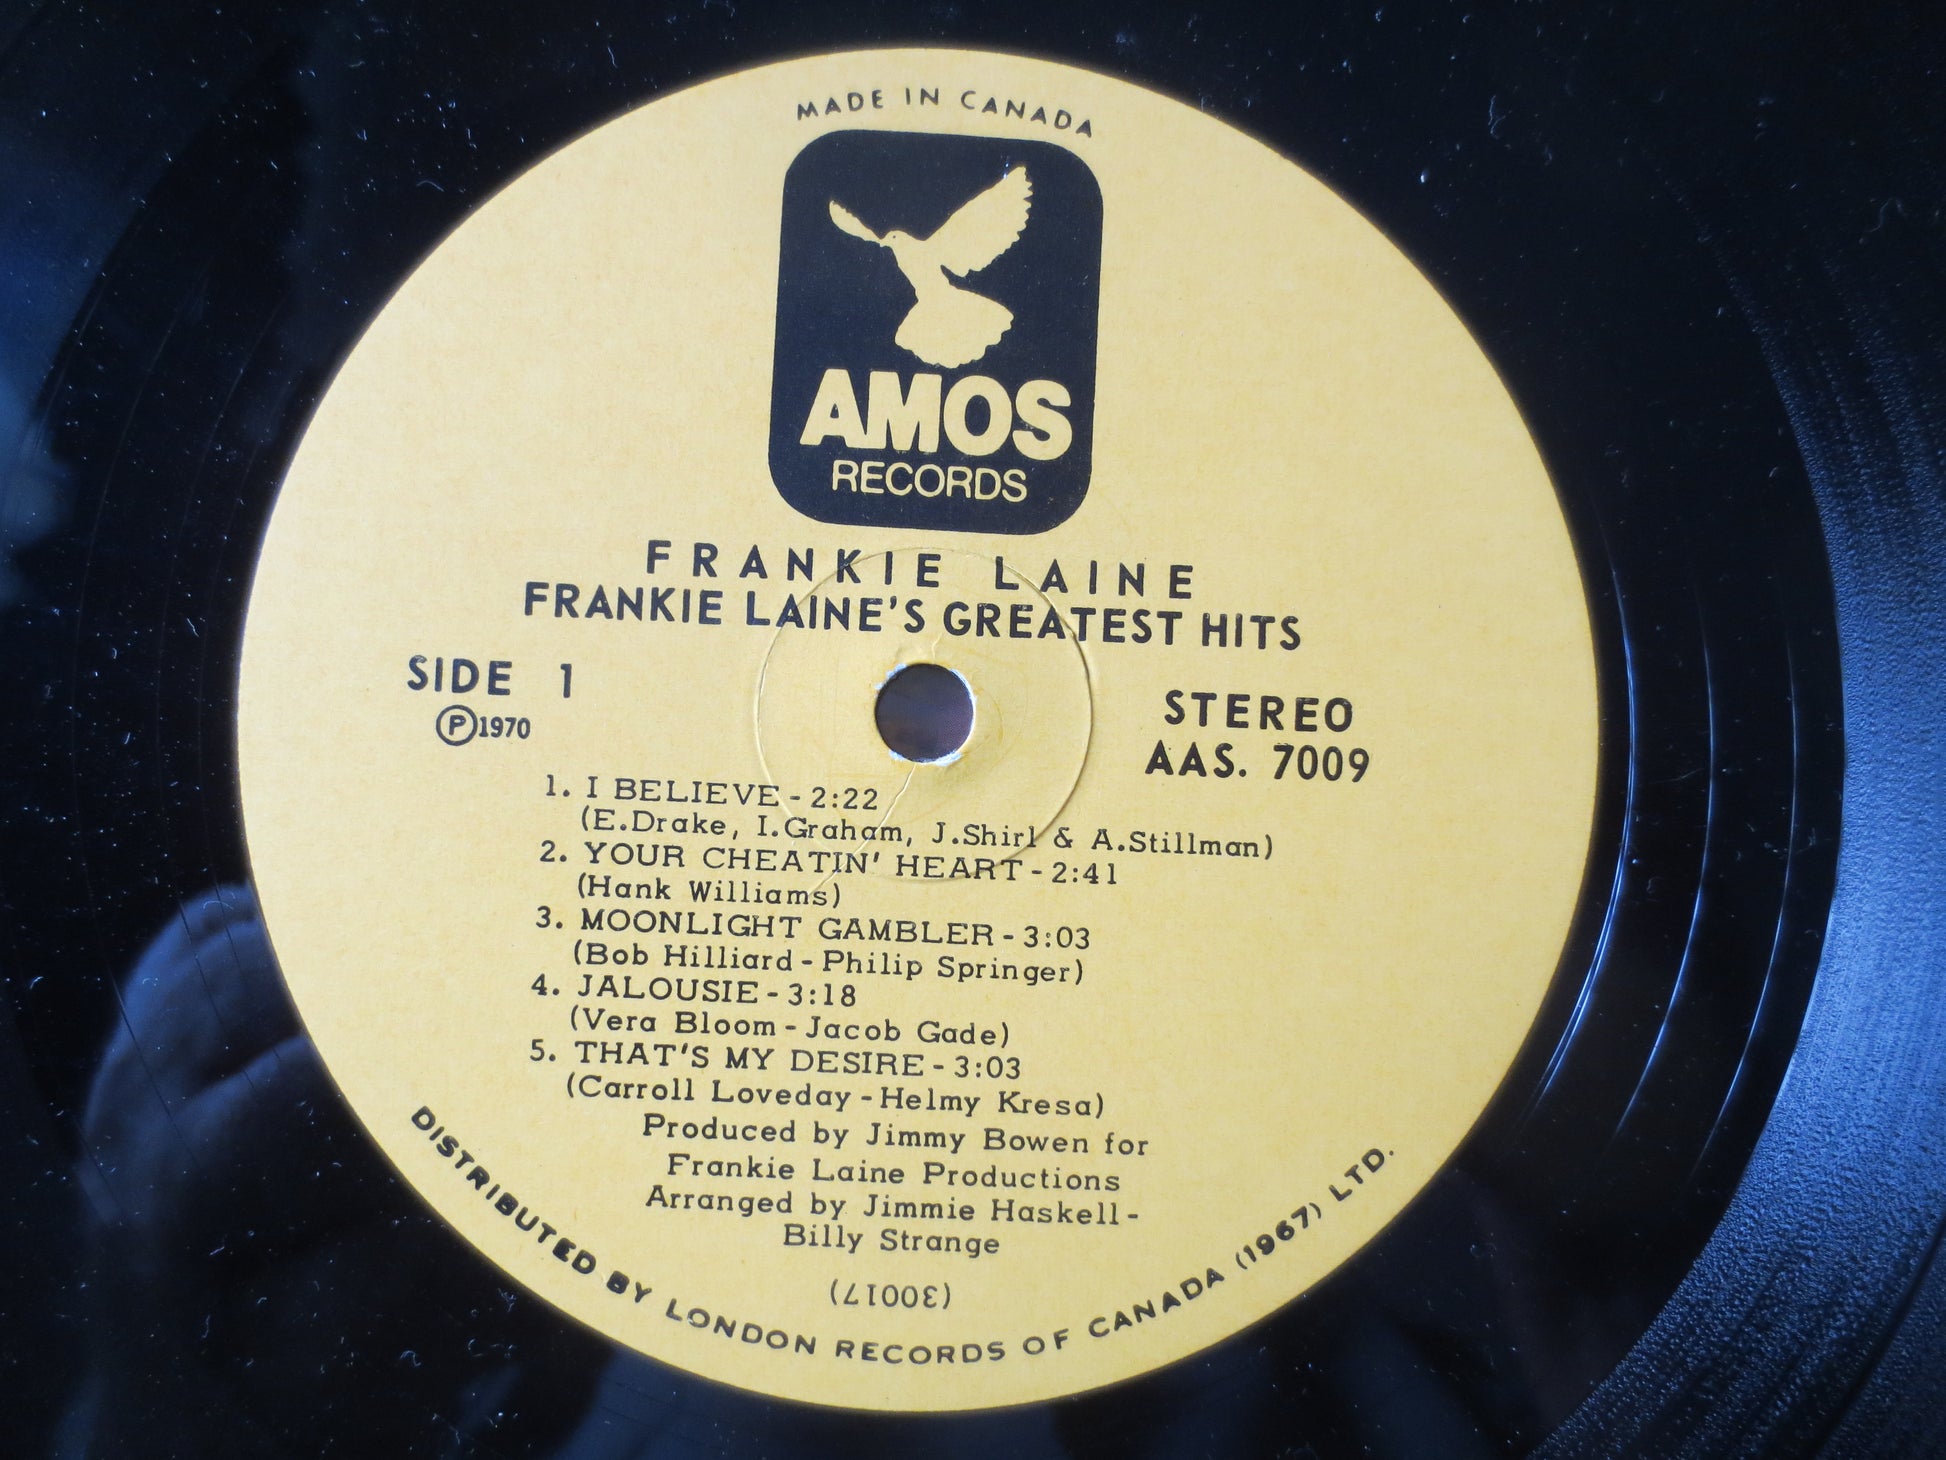 MADE IN CANADA
AMOS
RECORDS
FRANKIE LAINE
FRANKIE LAINE'S GREATEST HITS
SIDE 1
Ⓟ1970
STEREO
AAS. 7009
1. I BELIEVE - 2:22
(E.Drake, I.Graham, J.Shirl & A.Stillman)
2. YOUR CHEATIN' HEART - 2:41
(Hank Williams)
3. MOONLIGHT GAMBLER - 3:03
(Bob Hilliard - Philip Springer)
4. JALOUSIE - 3:18
(Vera Bloom - Jacob Gade)
5. THAT'S MY DESIRE - 3:03
(Carroll Loveday - Helmy Kresa)
Produced by Jimmy Bowen for
Frankie Laine Productions
Arranged by Jimmie Haskell-
Billy Strange
(30017)
DISTRIBUTED BY LONDON RECORDS OF CANADA (1967) LTD.